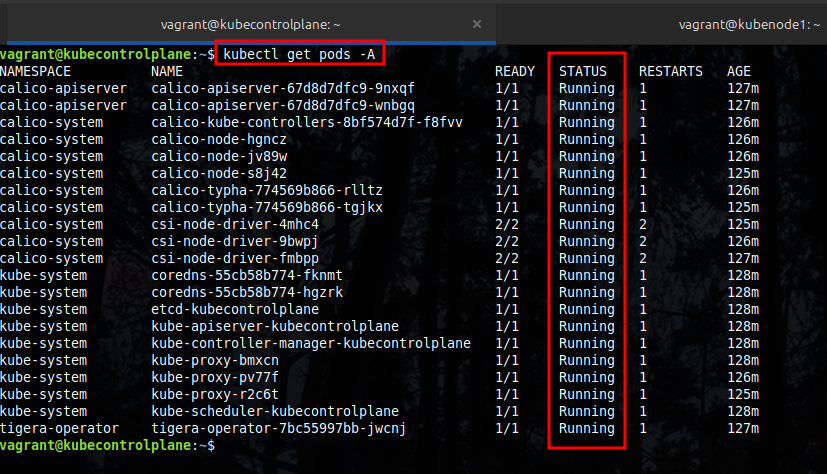 vagrant@kubecontrolplane: ~ × vagrant@kubenode1: ~
vagrant@kubecontrolplane:~$ kubectl get pods -A
NAMESPACE NAME READY STATUS RESTARTS AGE
calico-apiserver calico-apiserver-67d8d7dfc9-9nxqf 1/1 Running 1 127m
calico-apiserver calico-apiserver-67d8d7dfc9-wnbgq 1/1 Running 1 127m
calico-system calico-kube-controllers-8bf574d7f-f8fvv 1/1 Running 1 126m
calico-system calico-node-hgncz 1/1 Running 1 126m
calico-system calico-node-jv89w 1/1 Running 1 126m
calico-system calico-node-s8j42 1/1 Running 1 125m
calico-system calico-typha-774569b866-rlltz 1/1 Running 1 126m
calico-system calico-typha-774569b866-tgjkx 1/1 Running 1 125m
calico-system csi-node-driver-4mhc4 2/2 Running 2 125m
calico-system csi-node-driver-9bwpj 2/2 Running 2 126m
calico-system csi-node-driver-fmbpp 2/2 Running 2 127m
kube-system coredns-55cb58b774-fknmt 1/1 Running 1 128m
kube-system coredns-55cb58b774-hgzrk 1/1 Running 1 128m
kube-system etcd-kubecontrolplane 1/1 Running 1 128m
kube-system kube-apiserver-kubecontrolplane 1/1 Running 1 128m
kube-system kube-controller-manager-kubecontrolplane 1/1 Running 1 128m
kube-system kube-proxy-bmxcn 1/1 Running 1 128m
kube-system kube-proxy-pv77f 1/1 Running 1 126m
kube-system kube-proxy-r2c6t 1/1 Running 1 125m
kube-system kube-scheduler-kubecontrolplane 1/1 Running 1 128m
tigera-operator tigera-operator-7bc55997bb-jwcnj 1/1 Running 1 127m
vagrant@kubecontrolplane:~$